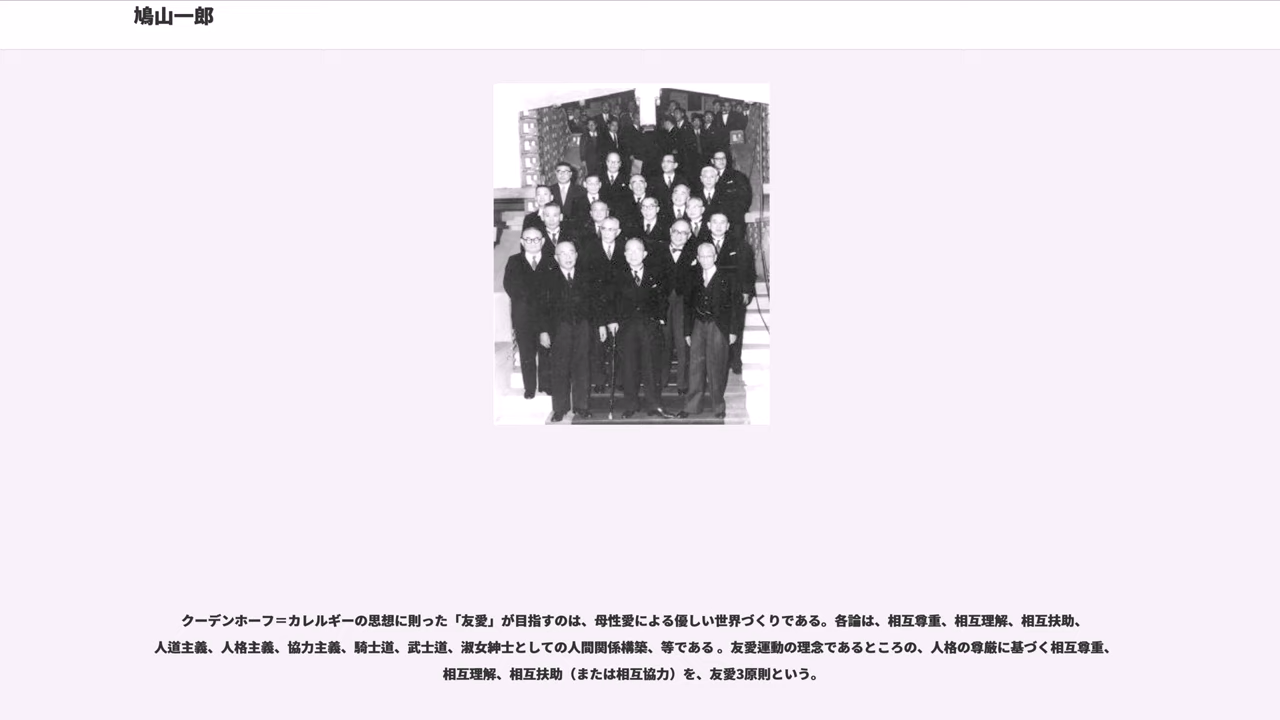 鳩山一郎
クーデンホーフ＝カレルギーの思想に則った「友愛」が目指すのは、母性愛による優しい世界づくりである。各論は、相互尊重、相互理解、相互扶助、
人道主義、人格主義、協力主義、騎士道、武士道、淑女紳士としての人間関係構築、等である 。友愛運動の理念であるところの、人格の尊厳に基づく相互尊重、
相互理解、相互扶助（または相互協力）を、友愛3原則という。